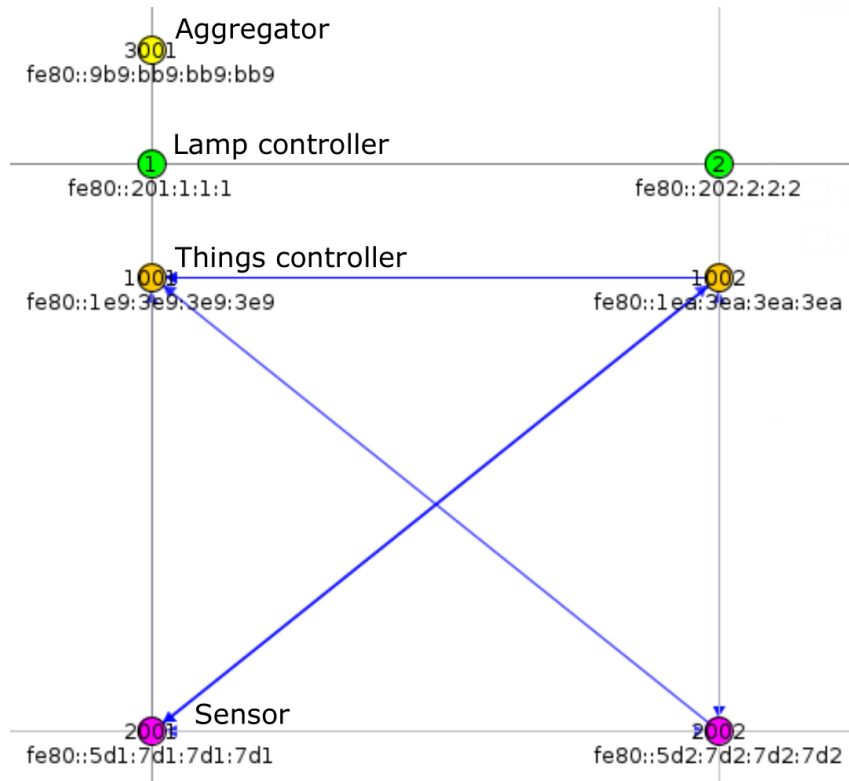 Aggregator
3001
fe80::9b9:bb9:bb9:bb9
Lamp controller
1
2
fe80::201:1:1:1
fe80::202:2:2:2
Things controller
1001
1002
fe80::1e9:3e9:3e9:3e9
fe80::1ea:3ea:3ea:3ea
Sensor
2001
2002
fe80::5d1:7d1:7d1:7d1
fe80::5d2:7d2:7d2:7d2